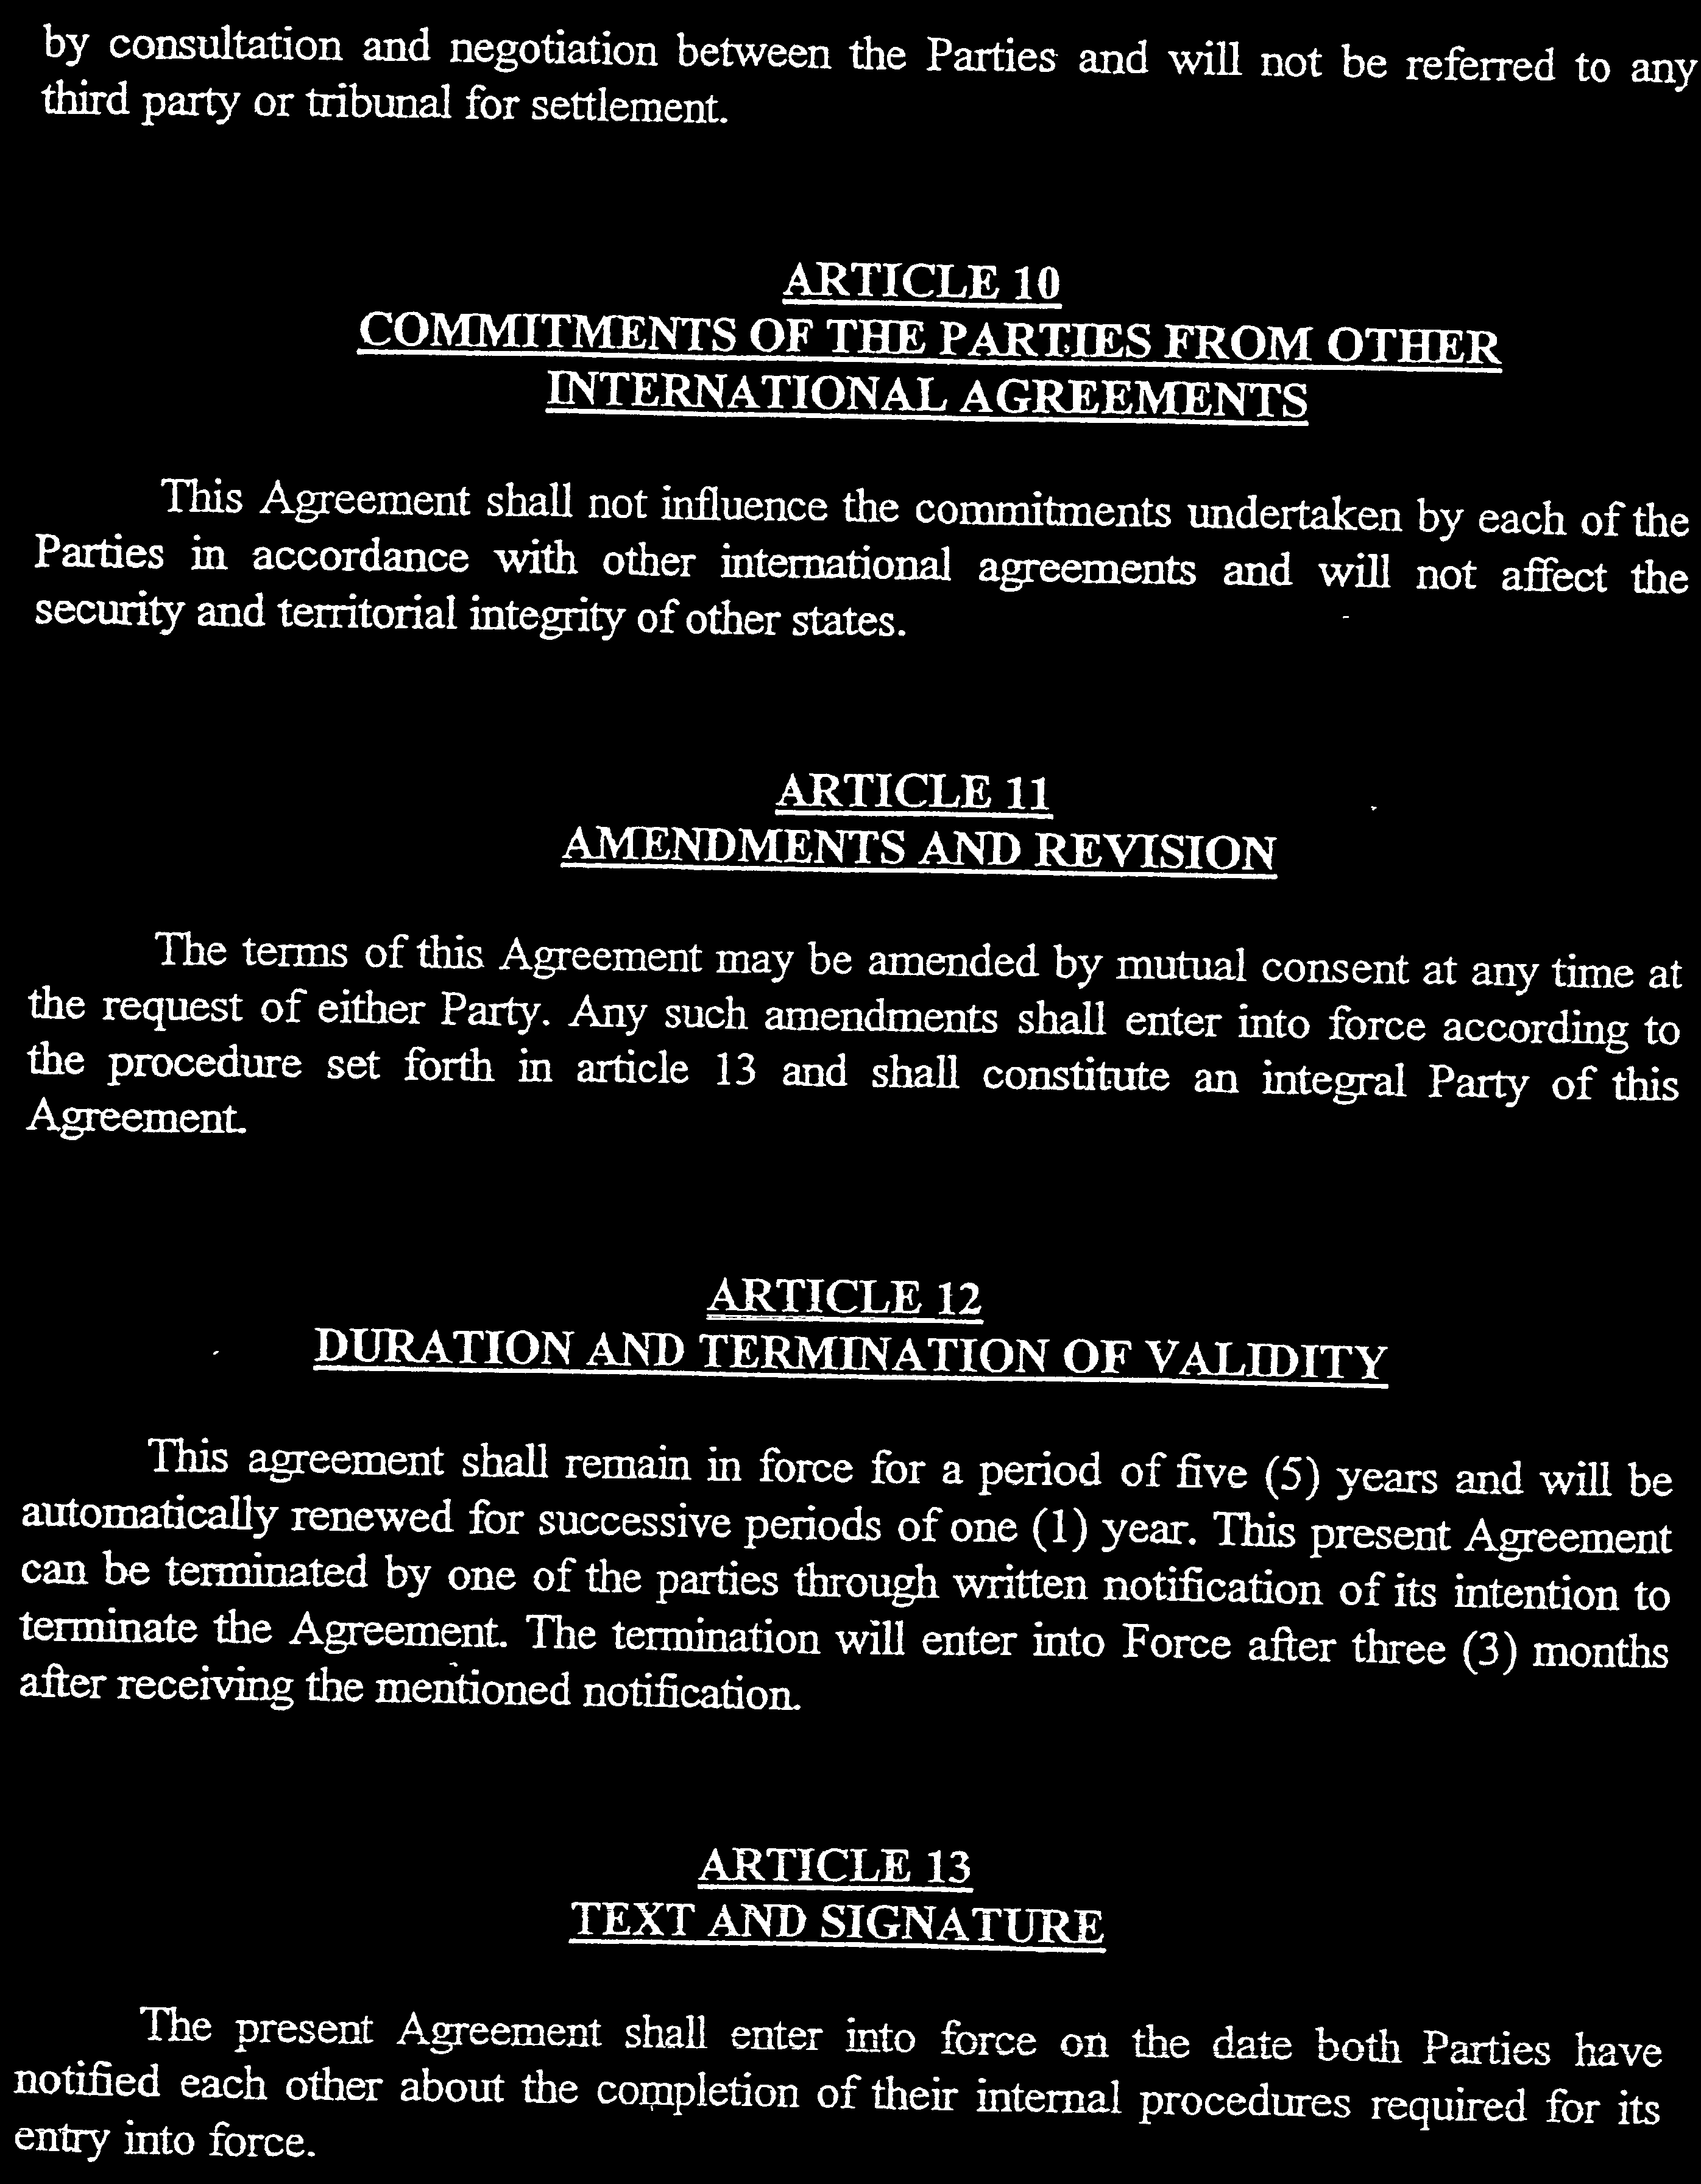 by consultation and negotiation between the Parties and will not be referred to any
third party or tribunal for settlement.
ARTICLE 10
COMMITMENTS OF THE PARTIES FROM OTHER
INTERNATIONAL AGREEMENTS
This Agreement shall not influence the commitments undertaken by each of the
Parties in accordance with other international agreements and will not affect the
security and territorial integrity of other states.
ARTICLE 11
AMENDMENTS AND REVISION
The terms of this Agreement may be amended by mutual consent at any time at
the request of either Party. Any such amendments shall enter into force according to
the procedure set forth in article 13 and shall constitute an integral Party of this
Agreement.
ARTICLE 12
DURATION AND TERMINATION OF VALIDITY
This agreement shall remain in force for a period of five (5) years and will be
automatically renewed for successive periods of one (1) year. This present Agreement
can be terminated by one of the parties through written notification of its intention to
terminate the Agreement. The termination will enter into Force after three (3) months
after receiving the mentioned notification.
ARTICLE 13
TEXT AND SIGNATURE
The present Agreement shall enter into force on the date both Parties have
notified each other about the completion of their internal procedures required for its
entry into force.